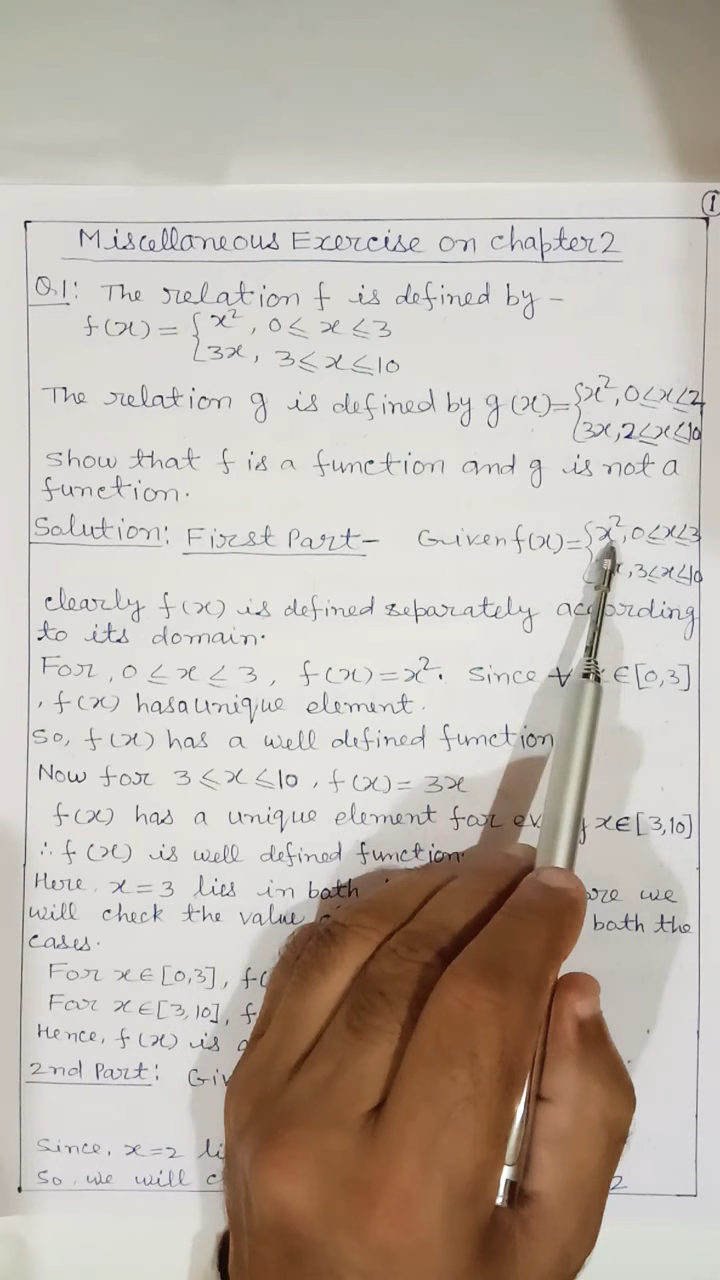 ①
Miscellaneous Exercise on chapter 2
Q.1: The relation f is defined by –
f(x) = { x², 0 ≤ x ≤ 3
3x, 3 ≤ x ≤ 10
The relation g is defined by g(x) = { x², 0 ≤ x ≤ 2
3x, 2 ≤ x ≤ 10
Show that f is a function and g is not a
function.
Solution: First Part – Given f(x) = { x², 0 ≤ x ≤ 3
x, 3 ≤ x ≤ 10
clearly f(x) is defined separately according
to its domain.
For, 0 ≤ x ≤ 3, f(x) = x². Since ∀ ∈ [0,3]
, f(x) has a unique element.
So, f(x) has a well defined function
Now for 3 ≤ x ≤ 10, f(x) = 3x
f(x) has a unique element for x ∈ [3,10]
∴ f(x) is well defined function.
Here, x = 3 lies in both we
will check the value both the
cases.
For x ∈ [0,3], f(
For x ∈ [3,10], f
Hence, f(x) is
2nd Part:
Since, x = 2
So, we will 2